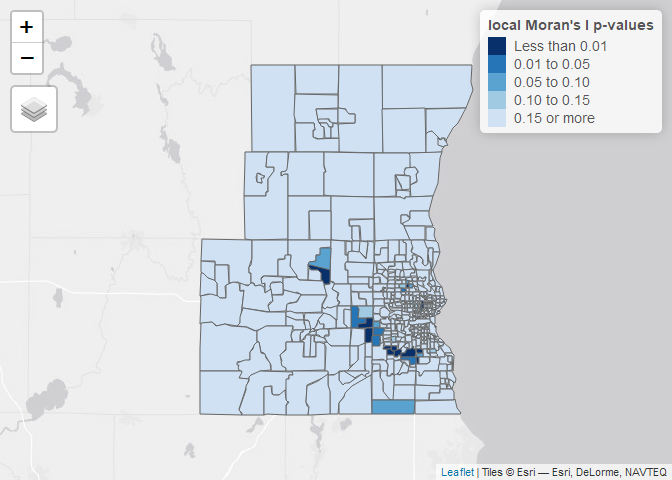 +
−
local Moran's I p-values
Less than 0.01
0.01 to 0.05
0.05 to 0.10
0.10 to 0.15
0.15 or more
Leaflet | Tiles © Esri — Esri, DeLorme, NAVTEQ